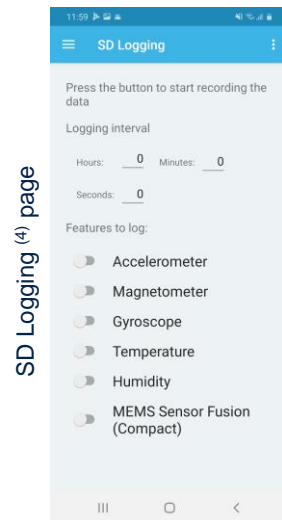 SD Logging (4) page
11:59
SD Logging
Press the button to start recording the
data
Logging interval
Hours: 0 Minutes: 0
Seconds: 0
Features to log:
Accelerometer
Magnetometer
Gyroscope
Temperature
Humidity
MEMS Sensor Fusion
(Compact)